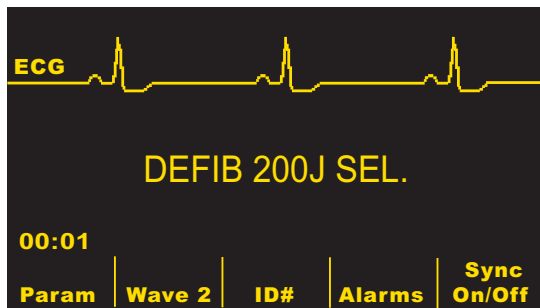 ECG
DEFIB 200J SEL.
00:01
Param
Wave 2
ID#
Alarms
Sync
On/Off